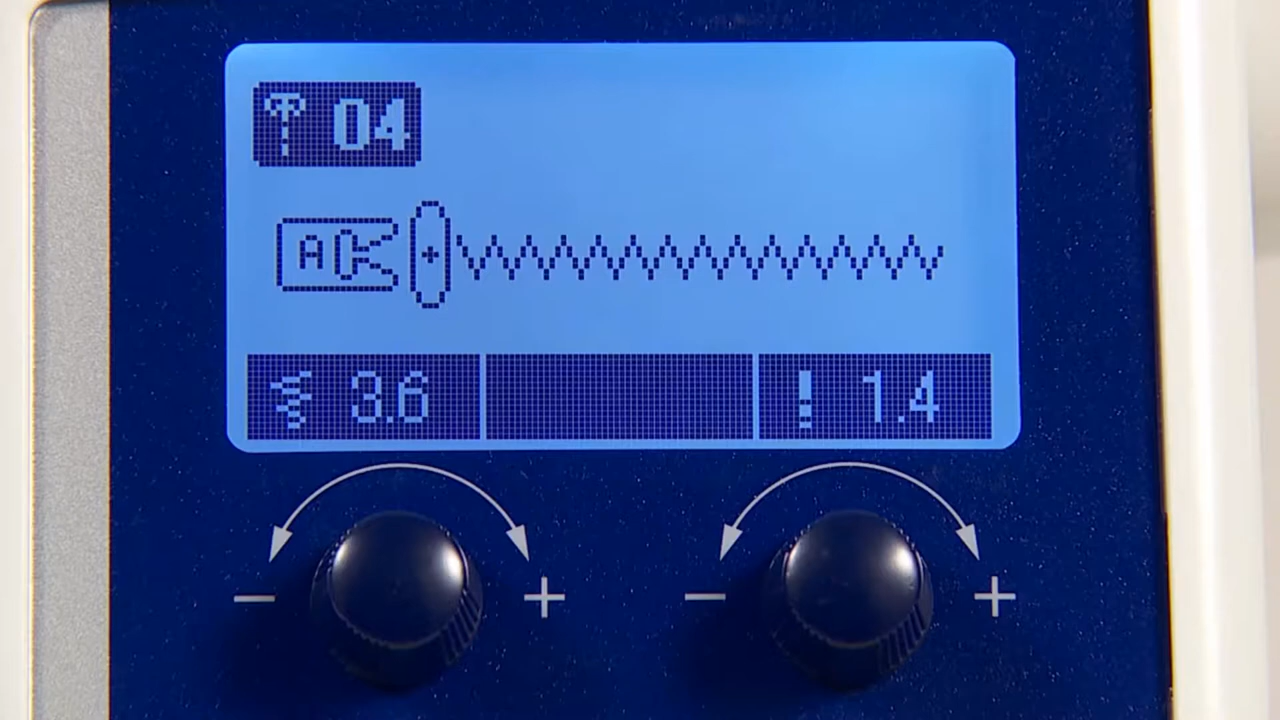 04
A
3.6 1.4
− + − +